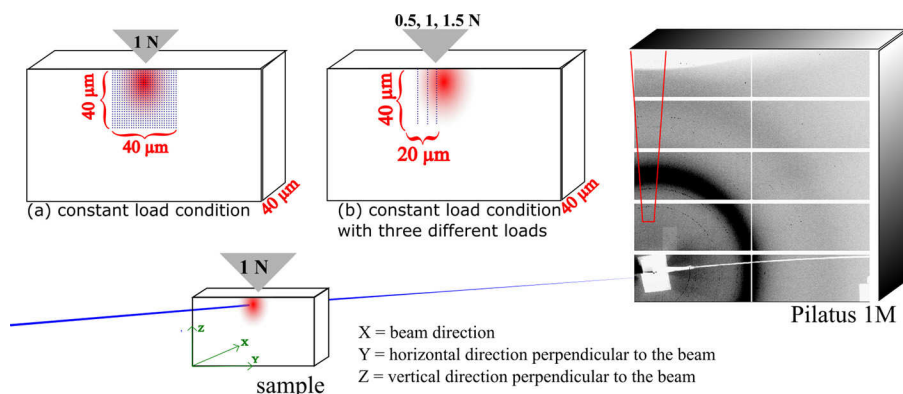 1 N
40 µm
40 µm
40 µm
(a) constant load condition
0.5, 1, 1.5 N
40 µm
20 µm
40 µm
(b) constant load condition
with three different loads
Pilatus 1M
1 N
Z
X
Y
sample
X = beam direction
Y = horizontal direction perpendicular to the beam
Z = vertical direction perpendicular to the beam